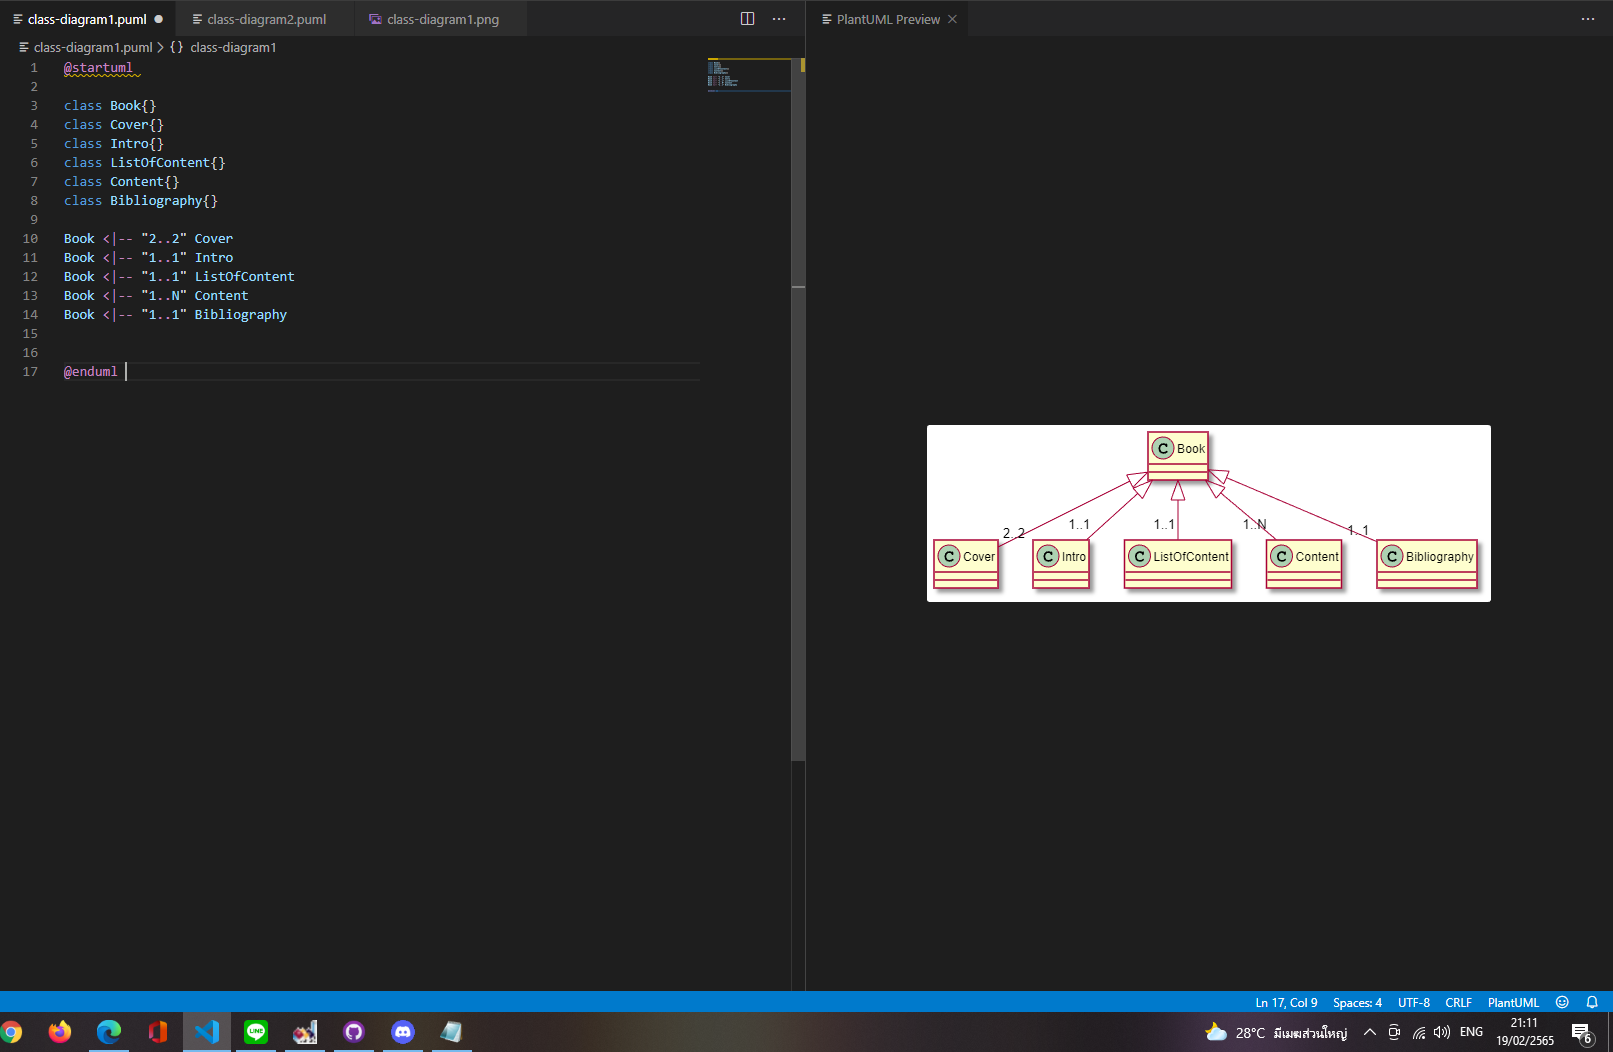 class-diagram1.puml
class-diagram2.puml
class-diagram1.png
PlantUML Preview
class-diagram1.puml > {} class-diagram1
1 @startuml
2
3 class Book{}
4 class Cover{}
5 class Intro{}
6 class ListOfContent{}
7 class Content{}
8 class Bibliography{}
9
10 Book <|-- "2..2" Cover
11 Book <|-- "1..1" Intro
12 Book <|-- "1..1" ListOfContent
13 Book <|-- "1..N" Content
14 Book <|-- "1..1" Bibliography
15
16
17 @enduml
C Book
2..2 1..1 1..1 1..N 1..1
C Cover
C Intro
C ListOfContent
C Content
C Bibliography
Ln 17, Col 9 Spaces: 4 UTF-8 CRLF PlantUML
LINE
28°C มีเมฆส่วนใหญ่ ENG
21:11
19/02/2565
6